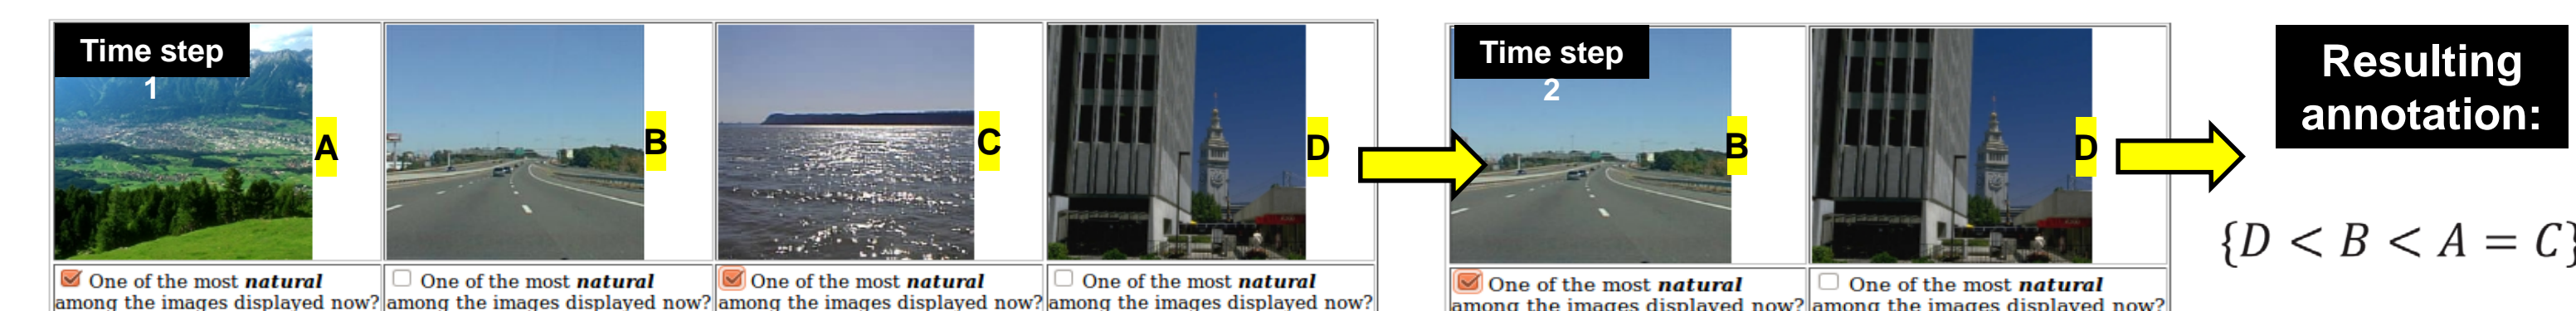 Time step
1
A
B
C
D
Time step
2
B
D
Resulting
annotation:
{D < B < A = C}
One of the most natural
among the images displayed now?
One of the most natural
among the images displayed now?
One of the most natural
among the images displayed now?
One of the most natural
among the images displayed now?
One of the most natural
among the images displayed now?
One of the most natural
among the images displayed now?